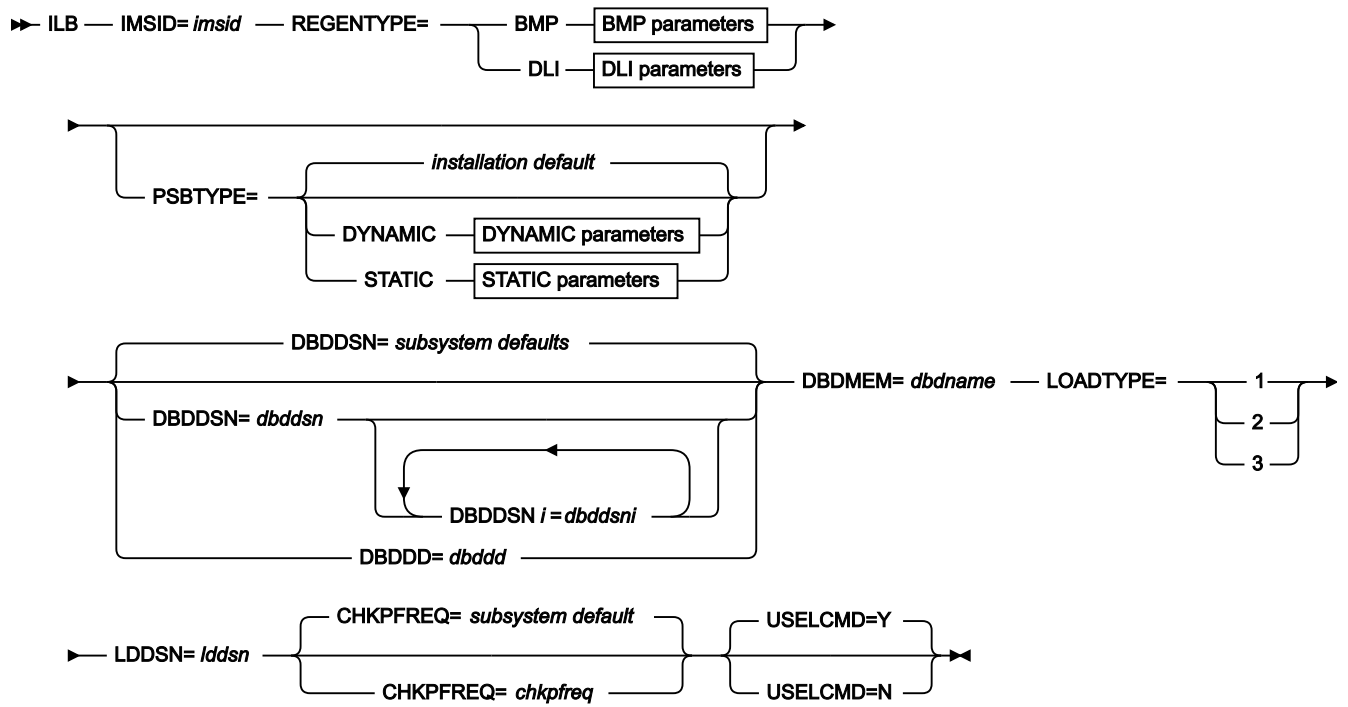 ILB IMSID= imsid REGENTYPE= BMP BMP parameters
DLI DLI parameters
installation default
PSBTYPE=
DYNAMIC DYNAMIC parameters
STATIC STATIC parameters
DBDDSN= subsystem defaults
DBDMEM= dbdname LOADTYPE= 1
DBDDSN= dbddsn 2
3
DBDDSN i =dbddsni
DBDDD= dbddd
CHKPFREQ= subsystem default USELCMD=Y
LDDSN= lddsn
CHKPFREQ= chkpfreq USELCMD=N